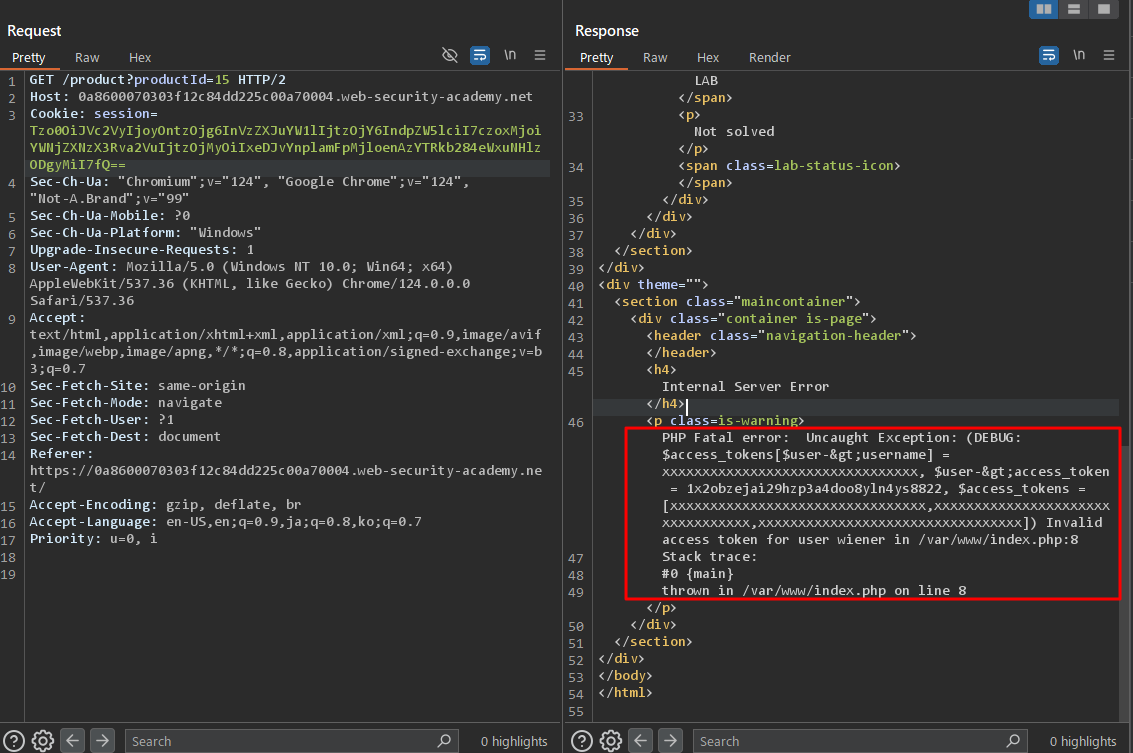 Request
Pretty Raw Hex \n
1 GET /product?productId=15 HTTP/2
2 Host: 0a8600070303f12c84dd225c00a70004.web-security-academy.net
3 Cookie: session=
Tzo0OiJVc2VyIjoyOntzOjg6InVzZXJuYW1lIjtzOjY6IndpZW5lciI7czoxMjoi
YWNjZXNzX3Rva2VuIjtzOjMyOiIxeDJvYnplamFpMjloenAzYTRkb284eWxuNHlz
ODgyMiI7fQ==
4 Sec-Ch-Ua: "Chromium";v="124", "Google Chrome";v="124",
"Not-A.Brand";v="99"
5 Sec-Ch-Ua-Mobile: ?0
6 Sec-Ch-Ua-Platform: "Windows"
7 Upgrade-Insecure-Requests: 1
8 User-Agent: Mozilla/5.0 (Windows NT 10.0; Win64; x64)
AppleWebKit/537.36 (KHTML, like Gecko) Chrome/124.0.0.0
Safari/537.36
9 Accept:
text/html,application/xhtml+xml,application/xml;q=0.9,image/avif
,image/webp,image/apng,*/*;q=0.8,application/signed-exchange;v=b
3;q=0.7
10 Sec-Fetch-Site: same-origin
11 Sec-Fetch-Mode: navigate
12 Sec-Fetch-User: ?1
13 Sec-Fetch-Dest: document
14 Referer:
https://0a8600070303f12c84dd225c00a70004.web-security-academy.ne
t/
15 Accept-Encoding: gzip, deflate, br
16 Accept-Language: en-US,en;q=0.9,ja;q=0.8,ko;q=0.7
17 Priority: u=0, i
18
19
Search 0 highlights
Response
Pretty Raw Hex Render \n
LAB
</span>
33 <p>
Not solved
</p>
34 <span class=lab-status-icon>
</span>
35 </div>
36 </div>
37 </div>
38 </section>
39 </div>
40 <div theme="">
41 <section class="maincontainer">
42 <div class="container is-page">
43 <header class="navigation-header">
44 </header>
45 <h4>
Internal Server Error
</h4>
46 <p class=is-warning>
PHP Fatal error:  Uncaught Exception: (DEBUG:
$access_tokens[$user-&gt;username] =
xxxxxxxxxxxxxxxxxxxxxxxxxxxxxxxx, $user-&gt;access_token
= 1x2obzejai29hzp3a4doo8yln4ys8822, $access_tokens =
[xxxxxxxxxxxxxxxxxxxxxxxxxxxxxxxx,xxxxxxxxxxxxxxxxxxxxxx
xxxxxxxxxxx,xxxxxxxxxxxxxxxxxxxxxxxxxxxxxxxxx]) Invalid
access token for user wiener in /var/www/index.php:8
47 Stack trace:
48 #0 {main}
49 thrown in /var/www/index.php on line 8
</p>
50 </div>
51 </section>
52 </div>
53 </body>
54 </html>
55
Search 0 highlights